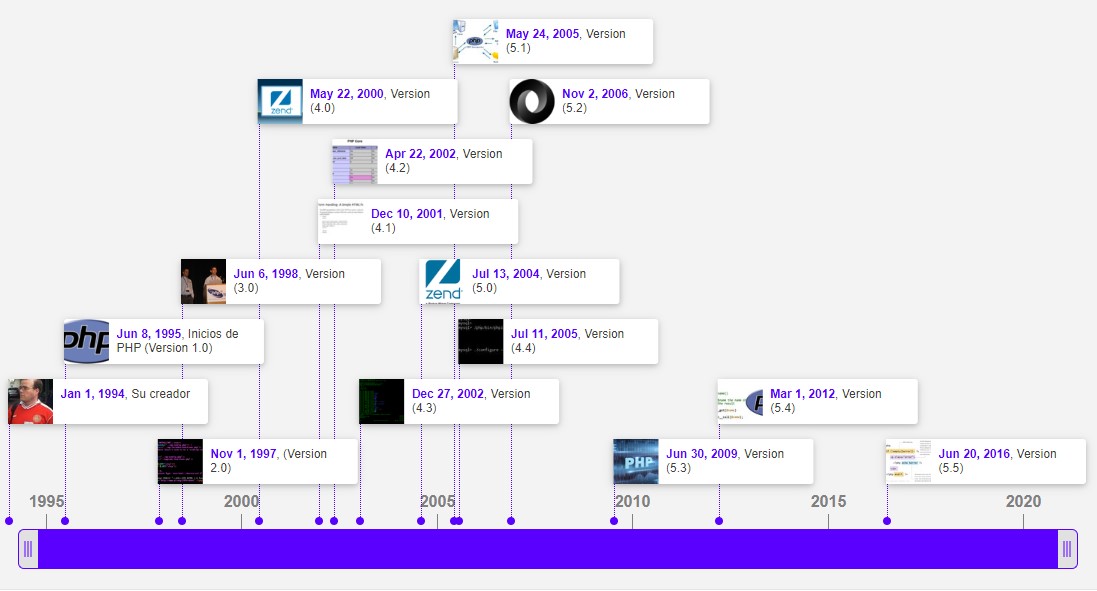 May 24, 2005, Version
(5.1)
May 22, 2000, Version
(4.0)
Nov 2, 2006, Version
(5.2)
Apr 22, 2002, Version
(4.2)
Dec 10, 2001, Version
(4.1)
Jun 6, 1998, Version
(3.0)
zend
Jul 13, 2004, Version
(5.0)
php
Jun 8, 1995, Inicios de
PHP (Version 1.0)
Jul 11, 2005, Version
(4.4)
Jan 1, 1994, Su creador
Dec 27, 2002, Version
(4.3)
Mar 1, 2012, Version
(5.4)
Nov 1, 1997, (Version
2.0)
PHP
Jun 30, 2009, Version
(5.3)
Jun 20, 2016, Version
(5.5)
1995
2000
2005
2010
2015
2020